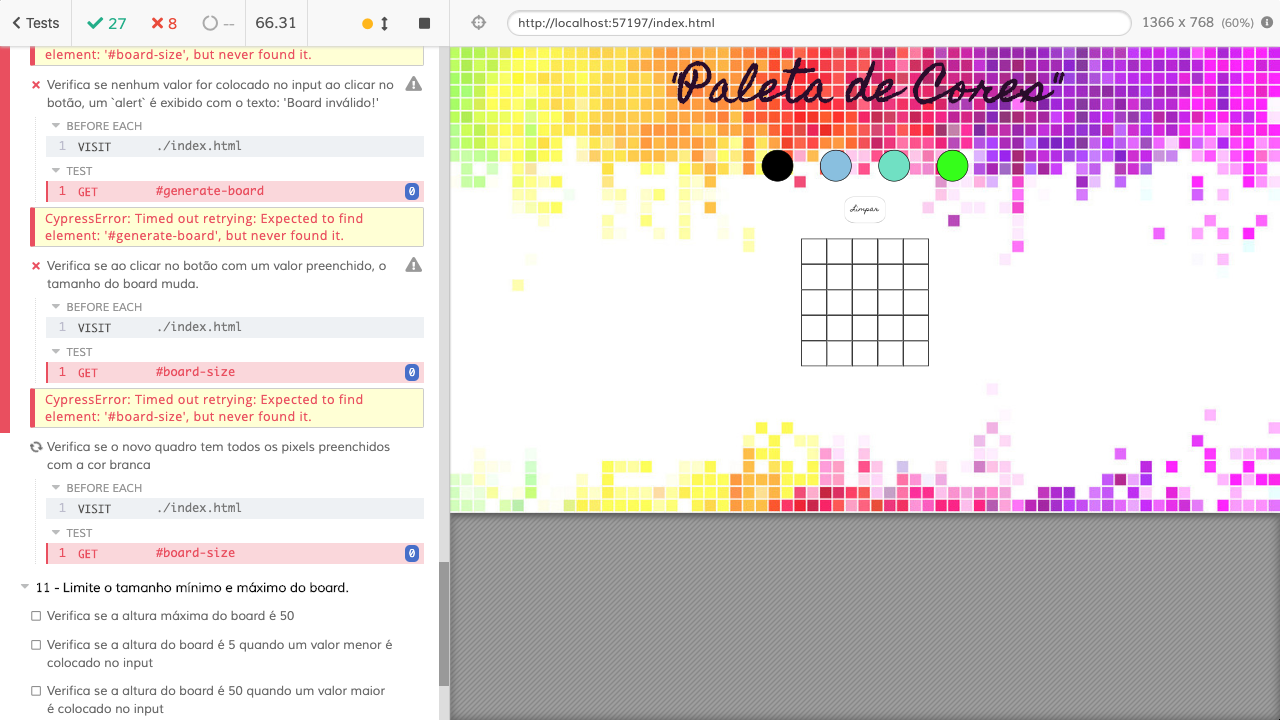 Tests
27
8
--
66.31
http://localhost:57197/index.html
1366 x 768 (60%)
element: '#board-size', but never found it.
Verifica se nenhum valor for colocado no input ao clicar no
botão, um `alert` é exibido com o texto: 'Board inválido!'
BEFORE EACH
1 VISIT ./index.html
TEST
1 GET #generate-board 0
CypressError: Timed out retrying: Expected to find
element: '#generate-board', but never found it.
Verifica se ao clicar no botão com um valor preenchido, o
tamanho do board muda.
BEFORE EACH
1 VISIT ./index.html
TEST
1 GET #board-size 0
CypressError: Timed out retrying: Expected to find
element: '#board-size', but never found it.
Verifica se o novo quadro tem todos os pixels preenchidos
com a cor branca
BEFORE EACH
1 VISIT ./index.html
TEST
1 GET #board-size 0
11 - Limite o tamanho mínimo e máximo do board.
Verifica se a altura máxima do board é 50
Verifica se a altura do board é 5 quando um valor menor é
colocado no input
Verifica se a altura do board é 50 quando um valor maior
é colocado no input
"Paleta de Cores"
Limpar